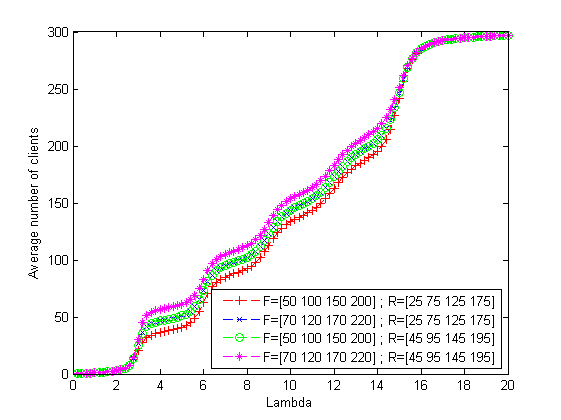 300
250
200
150
100
50
0
Average number of clients
F=[50 100 150 200] ; R=[25 75 125 175]
F=[70 120 170 220] ; R=[25 75 125 175]
F=[50 100 150 200] ; R=[45 95 145 195]
F=[70 120 170 220] ; R=[45 95 145 195]
0 2 4 6 8 10 12 14 16 18 20
Lambda